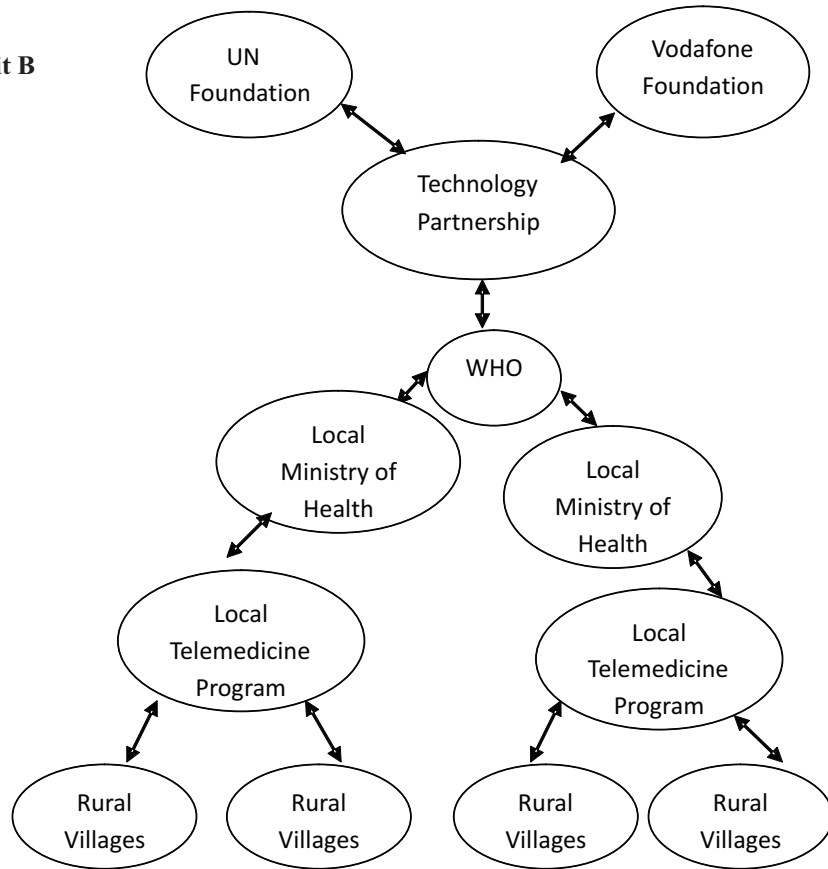 it B
UN
Foundation
Vodafone
Foundation
Technology
Partnership
WHO
Local
Ministry of
Health
Local
Ministry of
Health
Local
Telemedicine
Program
Local
Telemedicine
Program
Rural
Villages
Rural
Villages
Rural
Villages
Rural
Villages